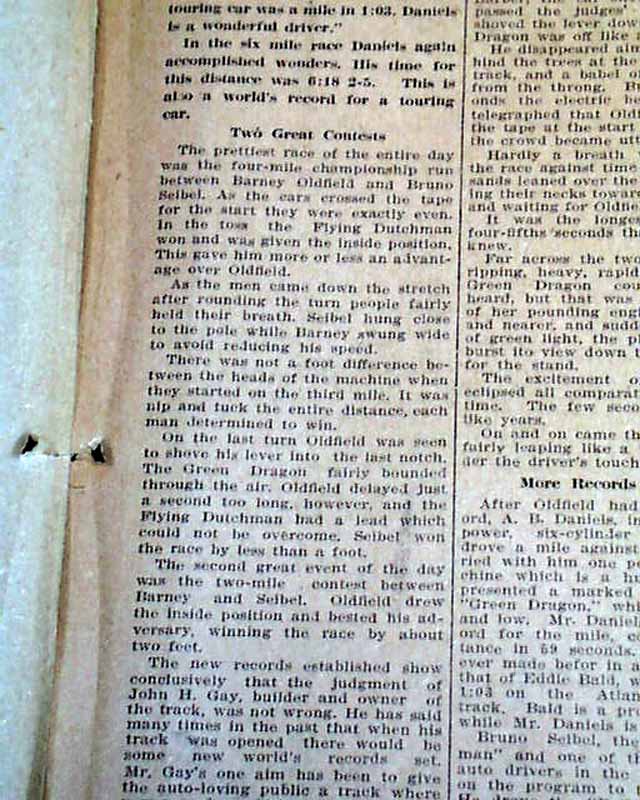 touring car was a mile in 1:03. Daniels
is a wonderful driver."
In the six mile race Daniels again
accomplished wonders. His time for
this distance was 6:18 2-5. This is
also a world's record for a touring
car.
Two Great Contests
The prettiest race of the entire day
was the four-mile championship run
between Barney Oldfield and Bruno
Seibel. As the cars crossed the tape
for the start they were exactly even.
In the toss the Flying Dutchman
won and was given the inside position.
This gave him more or less an advant-
age over Oldfield.
As the men came down the stretch
after rounding the turn people fairly
held their breath. Seibel hung close
to the pole while Barney swung wide
to avoid reducing his speed.
There was not a foot difference be-
tween the heads of the machine when
they started on the third mile. It was
nip and tuck the entire distance, each
man determined to win.
On the last turn Oldfield was seen
to shove his lever into the last notch.
The Green Dragon fairly bounded
through the air. Oldfield delayed just
a second too long, however, and the
Flying Dutchman had a lead which
could not be overcome. Seibel won
the race by less than a foot.
The second great event of the day
was the two-mile contest between
Barney and Seibel. Oldfield drew
the inside position and bested his ad-
versary, winning the race by about
two feet.
The new records established show
conclusively that the judgment of
John H. Gay, builder and owner of
the track, was not wrong. He has said
many times in the past that when his
track was opened there would be
some new world's records set.
Mr. Gay's one aim has been to give
the auto-loving public a track where
passed the judges'
shoved the lever dow
Dragon was off like a
He disappeared aim
hind the trees at the
track, and a babel o
from the throng. Bu
onds the electric be
telegraphed that Oldf
the tape at the start
the crowd became utt
Hardly a breath
the race against time
sands leaned over the
ing their necks towar
and waiting for Oldfie
It was the longes
four-fifths seconds tha
knew.
Far across the two
ripping, heavy, rapid
Green Dragon cou
heard, but that was
of her pounding engi
and nearer, and sudd
of green light, the pl
burst ito view down t
for the stand.
The excitement o
eclipsed all comparat
time. The few seco
like years.
On and on came th
fairly leaping like a
der the driver's touch
More Records
After Oldfield had
ord, A. B. Daniels, in
power, six-cylinder
drove a mile against
ried with him one pe
chine which is a hu
presented a marked
"Green Dragon," wh
and low. Mr. Daniel
ord for the mile, co
tance in 59 seconds.
ever made befor in a
that of Eddie Bald, w
1:03 on the Atlan
track. Bald is a pro
while Mr. Daniels is
Bruno Seibel, the
man" and one of th
auto drivers in the
on the program to